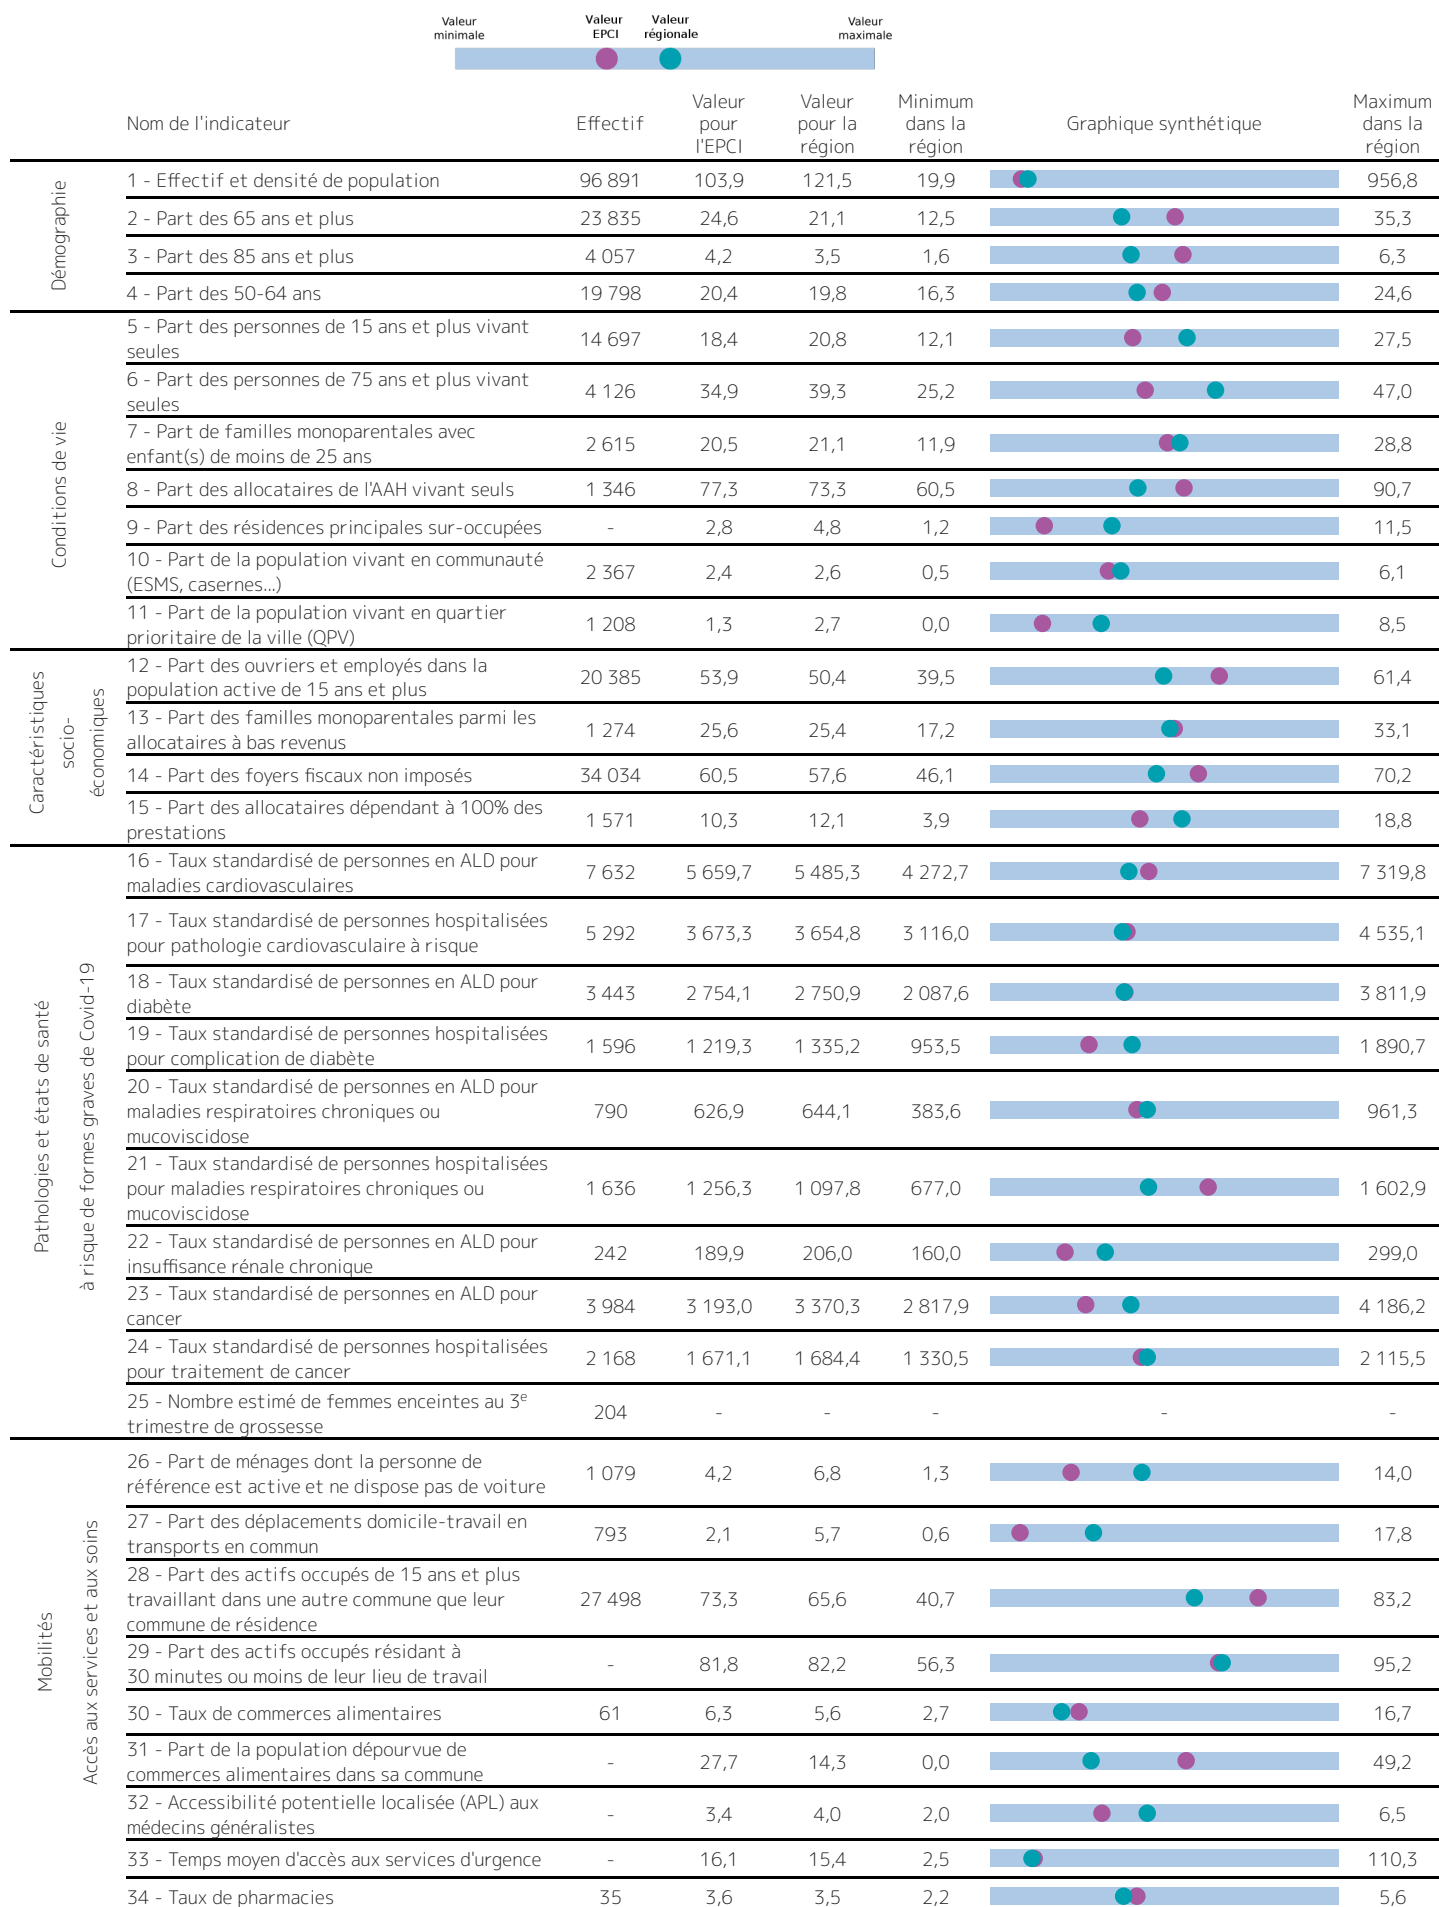 Valeur
minimale
Valeur
EPCI
Valeur
régionale
Valeur
maximale
Nom de l'indicateur
Effectif
Valeur
pour
l'EPCI
Valeur
pour la
région
Minimum
dans la
région
Graphique synthétique
Maximum
dans la
région
Démographie
1 - Effectif et densité de population 96 891 103,9 121,5 19,9 956,8
2 - Part des 65 ans et plus 23 835 24,6 21,1 12,5 35,3
3 - Part des 85 ans et plus 4 057 4,2 3,5 1,6 6,3
4 - Part des 50-64 ans 19 798 20,4 19,8 16,3 24,6
Conditions de vie
5 - Part des personnes de 15 ans et plus vivant
seules 14 697 18,4 20,8 12,1 27,5
6 - Part des personnes de 75 ans et plus vivant
seules 4 126 34,9 39,3 25,2 47,0
7 - Part de familles monoparentales avec
enfant(s) de moins de 25 ans 2 615 20,5 21,1 11,9 28,8
8 - Part des allocataires de l'AAH vivant seuls 1 346 77,3 73,3 60,5 90,7
9 - Part des résidences principales sur-occupées - 2,8 4,8 1,2 11,5
10 - Part de la population vivant en communauté
(ESMS, casernes...) 2 367 2,4 2,6 0,5 6,1
11 - Part de la population vivant en quartier
prioritaire de la ville (QPV) 1 208 1,3 2,7 0,0 8,5
Caractéristiques
socio-
économiques
12 - Part des ouvriers et employés dans la
population active de 15 ans et plus 20 385 53,9 50,4 39,5 61,4
13 - Part des familles monoparentales parmi les
allocataires à bas revenus 1 274 25,6 25,4 17,2 33,1
14 - Part des foyers fiscaux non imposés 34 034 60,5 57,6 46,1 70,2
15 - Part des allocataires dépendant à 100% des
prestations 1 571 10,3 12,1 3,9 18,8
Pathologies et états de santé
à risque de formes graves de Covid-19
16 - Taux standardisé de personnes en ALD pour
maladies cardiovasculaires 7 632 5 659,7 5 485,3 4 272,7 7 319,8
17 - Taux standardisé de personnes hospitalisées
pour pathologie cardiovasculaire à risque 5 292 3 673,3 3 654,8 3 116,0 4 535,1
18 - Taux standardisé de personnes en ALD pour
diabète 3 443 2 754,1 2 750,9 2 087,6 3 811,9
19 - Taux standardisé de personnes hospitalisées
pour complication de diabète 1 596 1 219,3 1 335,2 953,5 1 890,7
20 - Taux standardisé de personnes en ALD pour
maladies respiratoires chroniques ou
mucoviscidose 790 626,9 644,1 383,6 961,3
21 - Taux standardisé de personnes hospitalisées
pour maladies respiratoires chroniques ou
mucoviscidose 1 636 1 256,3 1 097,8 677,0 1 602,9
22 - Taux standardisé de personnes en ALD pour
insuffisance rénale chronique 242 189,9 206,0 160,0 299,0
23 - Taux standardisé de personnes en ALD pour
cancer 3 984 3 193,0 3 370,3 2 817,9 4 186,2
24 - Taux standardisé de personnes hospitalisées
pour traitement de cancer 2 168 1 671,1 1 684,4 1 330,5 2 115,5
25 - Nombre estimé de femmes enceintes au 3e
trimestre de grossesse 204 - - - - -
Mobilités
Accès aux services et aux soins
26 - Part de ménages dont la personne de
référence est active et ne dispose pas de voiture 1 079 4,2 6,8 1,3 14,0
27 - Part des déplacements domicile-travail en
transports en commun 793 2,1 5,7 0,6 17,8
28 - Part des actifs occupés de 15 ans et plus
travaillant dans une autre commune que leur
commune de résidence 27 498 73,3 65,6 40,7 83,2
29 - Part des actifs occupés résidant à
30 minutes ou moins de leur lieu de travail - 81,8 82,2 56,3 95,2
30 - Taux de commerces alimentaires 61 6,3 5,6 2,7 16,7
31 - Part de la population dépourvue de
commerces alimentaires dans sa commune - 27,7 14,3 0,0 49,2
32 - Accessibilité potentielle localisée (APL) aux
médecins généralistes - 3,4 4,0 2,0 6,5
33 - Temps moyen d'accès aux services d'urgence - 16,1 15,4 2,5 110,3
34 - Taux de pharmacies 35 3,6 3,5 2,2 5,6